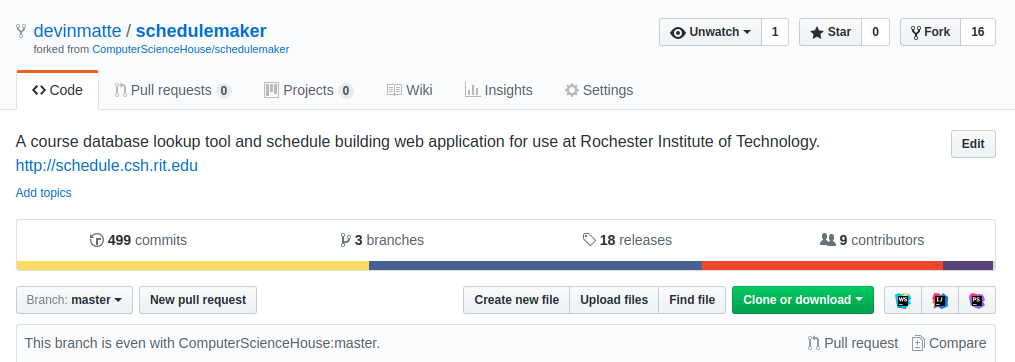 devinmatte / schedulemaker
forked from ComputerScienceHouse/schedulemaker
Unwatch 1 Star 0 Fork 16
Code Pull requests 0 Projects 0 Wiki Insights Settings
A course database lookup tool and schedule building web application for use at Rochester Institute of Technology.
http://schedule.csh.rit.edu
Edit
Add topics
499 commits 3 branches 18 releases 9 contributors
Branch: master New pull request Create new file Upload files Find file Clone or download WS IJ PS
This branch is even with ComputerScienceHouse:master. Pull request Compare